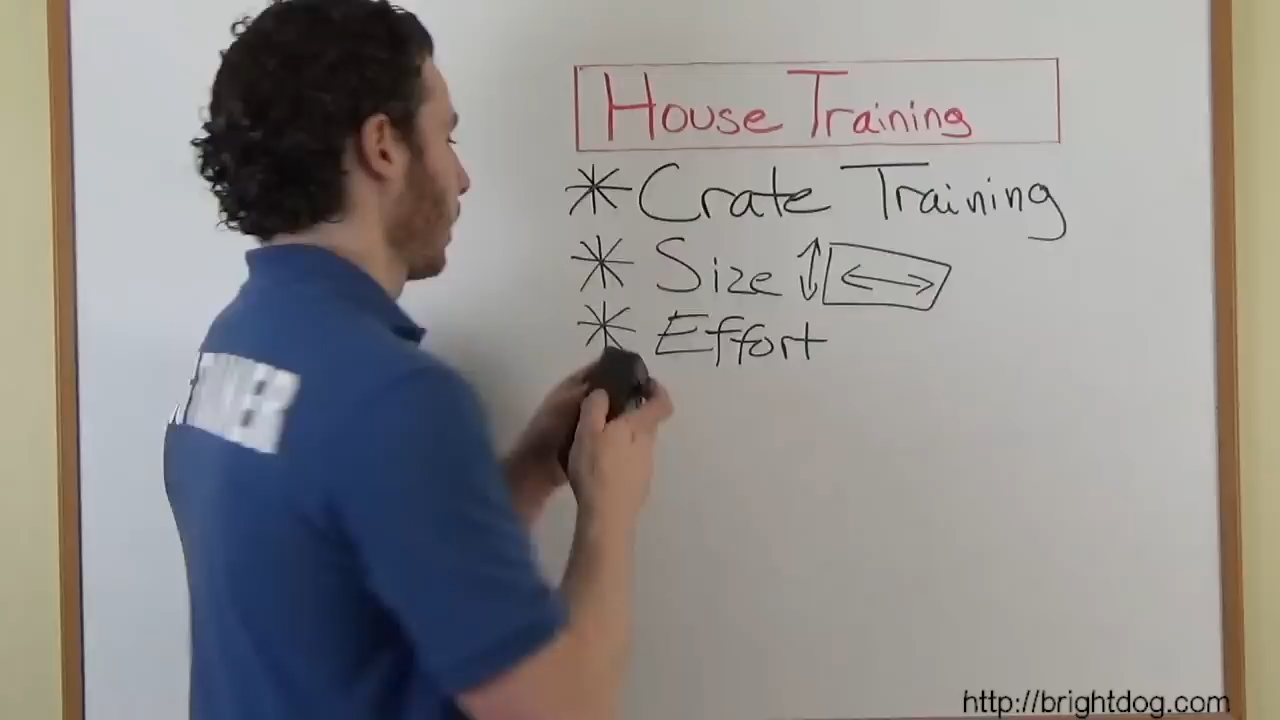 House Training
* Crate Training
* Size
* Effort
http://brightdog.com